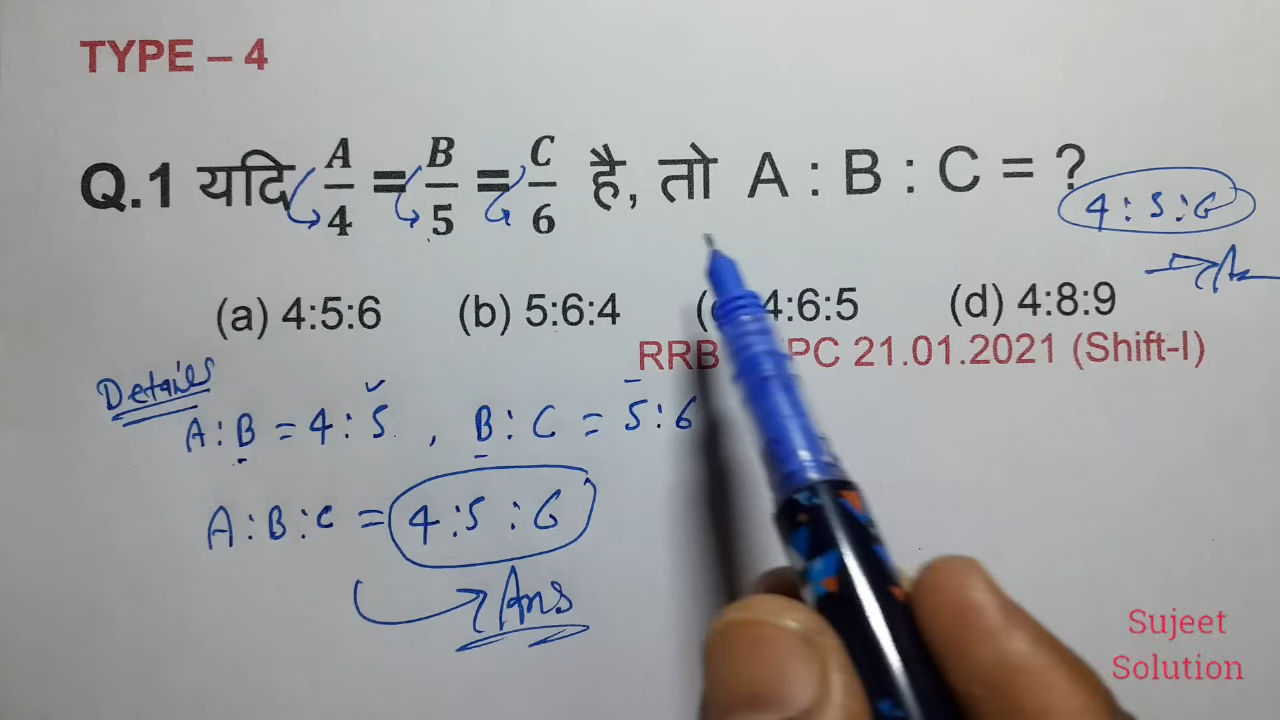 TYPE – 4
Q.1 यदि A/4 = B/5 = C/6 है, तो A : B : C = ?
4 : 5 : 6
→ Ans
(a) 4:5:6 (b) 5:6:4 4:6:5 (d) 4:8:9
RRB PC 21.01.2021 (Shift-I)
Details
A : B = 4 : 5 , B : C = 5 : 6
A : B : C = 4 : 5 : 6
→ Ans
Sujeet
Solution